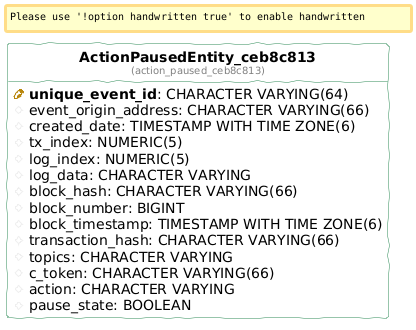 Please use '!option handwritten true' to enable handwritten
ActionPausedEntity_ceb8c813
(action_paused_ceb8c813)
unique_event_id: CHARACTER VARYING(64)
event_origin_address: CHARACTER VARYING(66)
created_date: TIMESTAMP WITH TIME ZONE(6)
tx_index: NUMERIC(5)
log_index: NUMERIC(5)
log_data: CHARACTER VARYING
block_hash: CHARACTER VARYING(66)
block_number: BIGINT
block_timestamp: TIMESTAMP WITH TIME ZONE(6)
transaction_hash: CHARACTER VARYING(66)
topics: CHARACTER VARYING
c_token: CHARACTER VARYING(66)
action: CHARACTER VARYING
pause_state: BOOLEAN